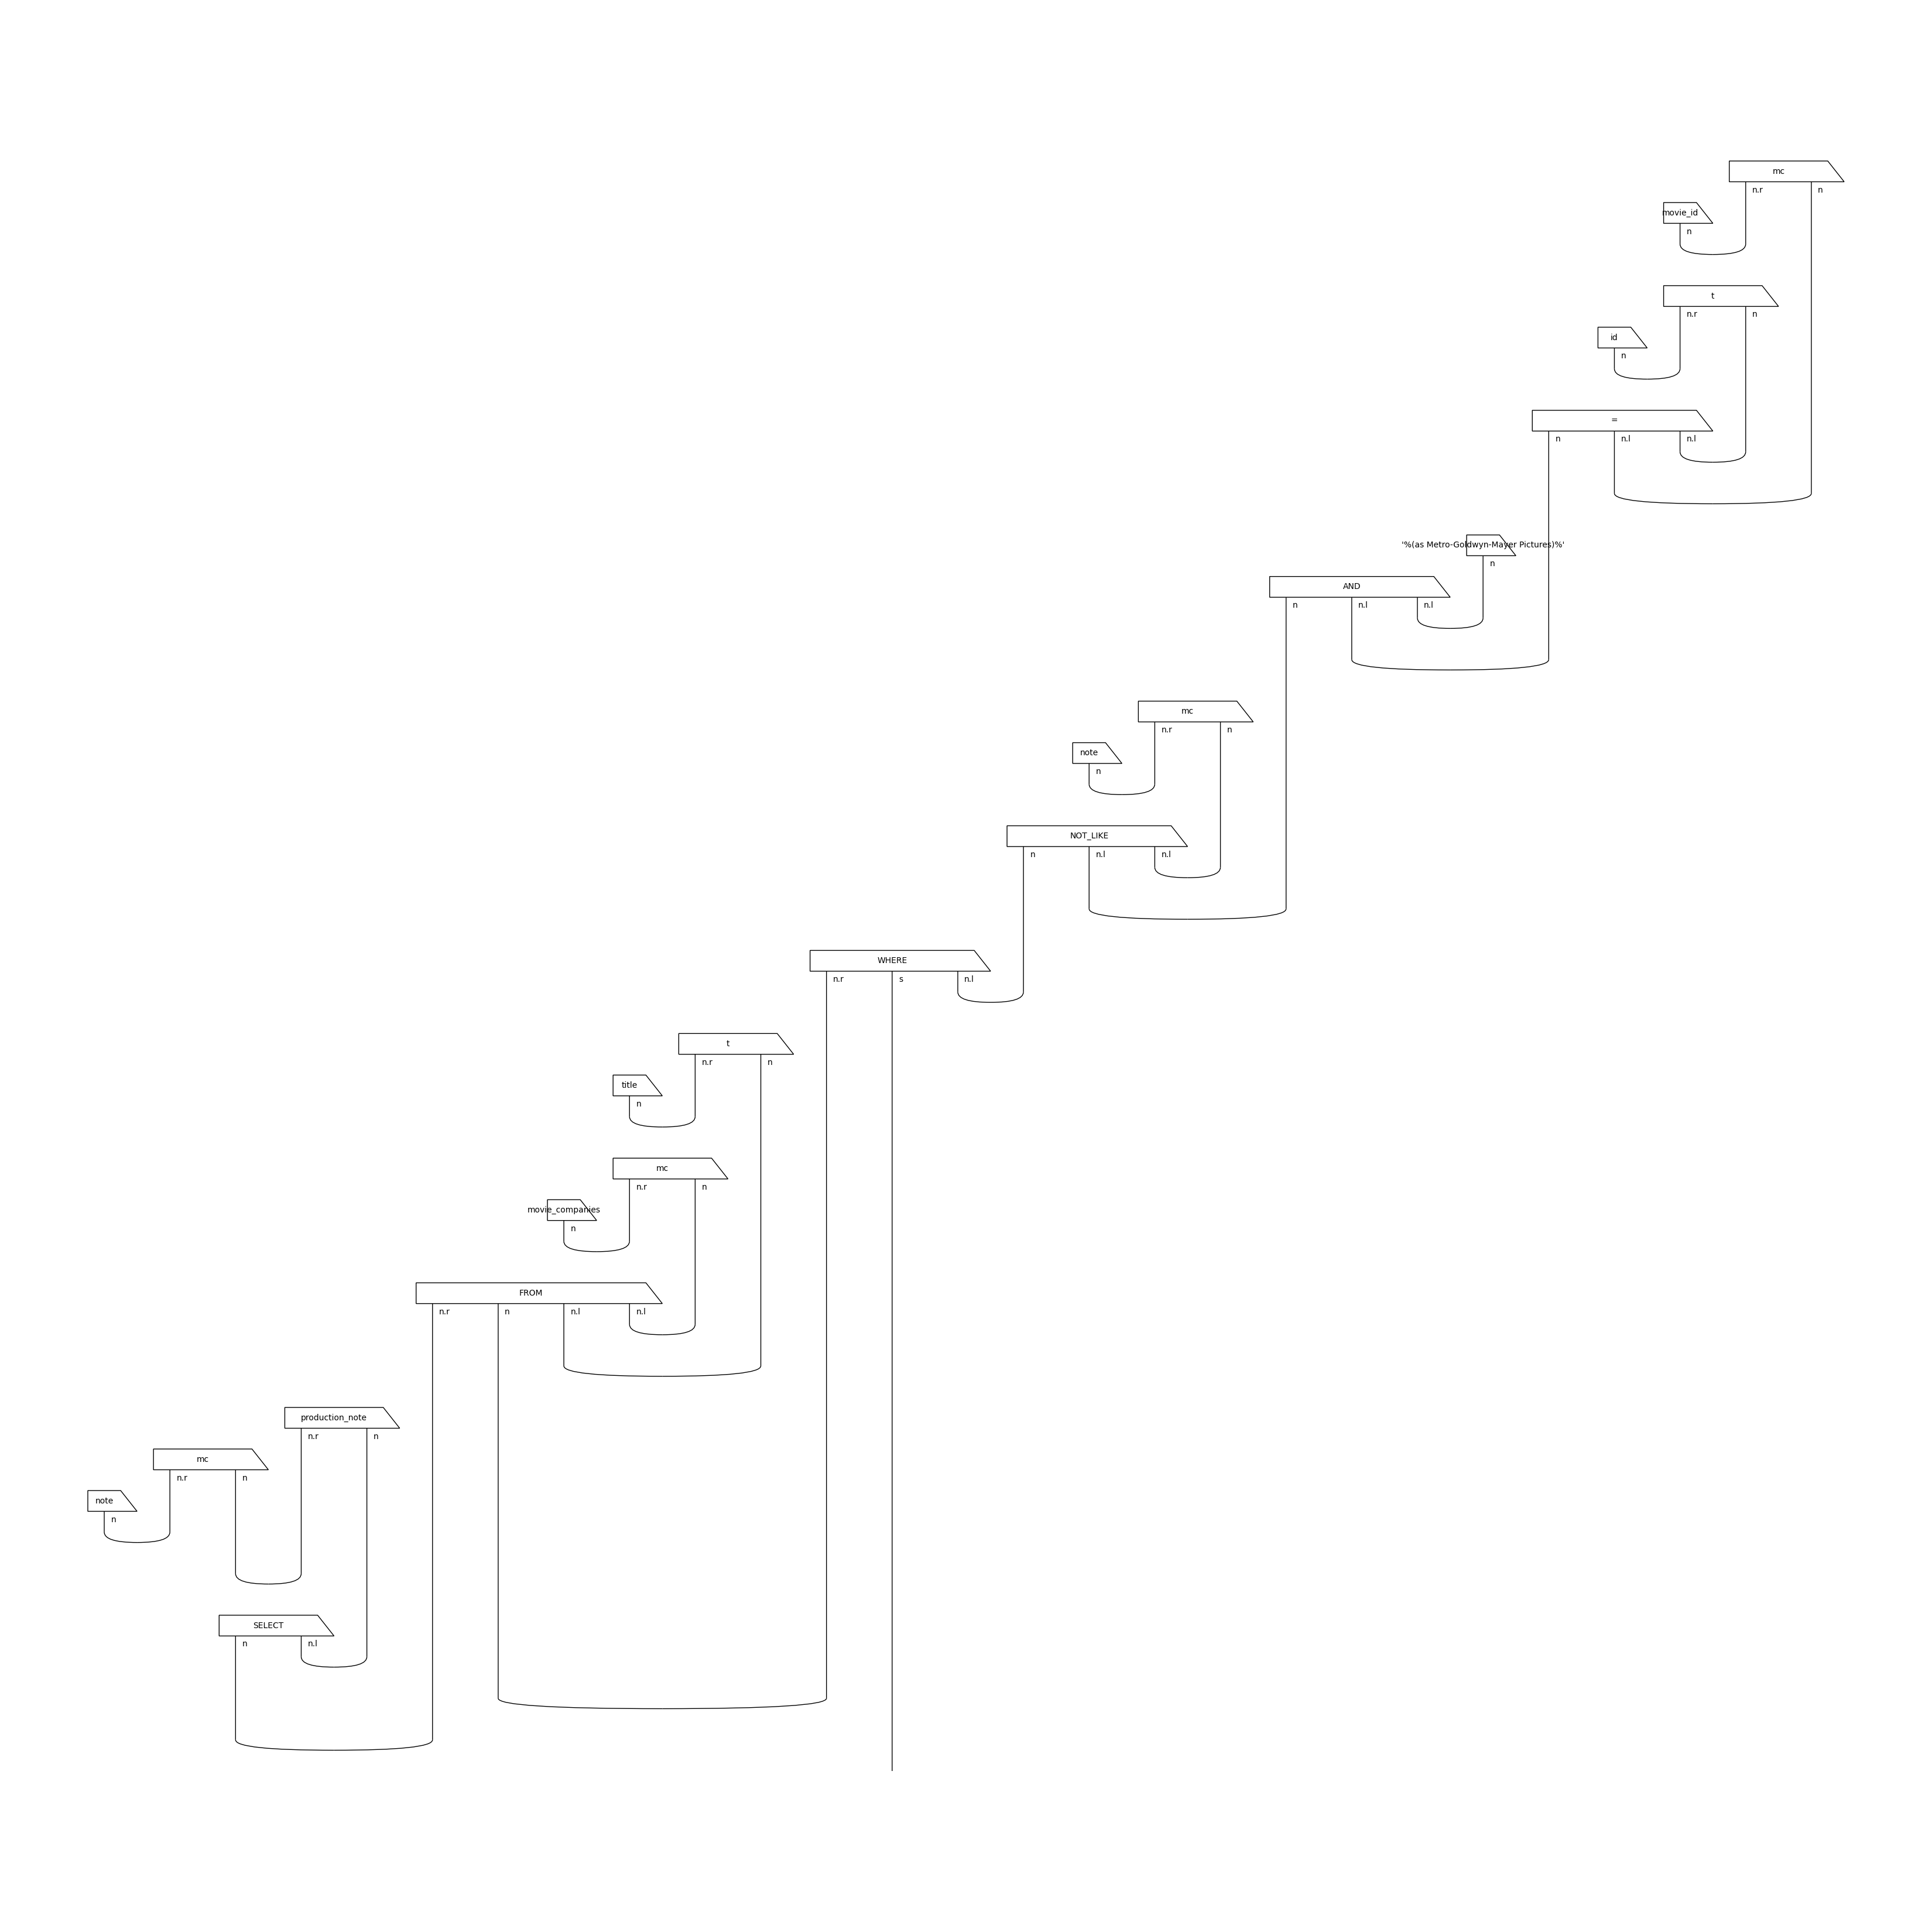 mc
n.r n
movie_id
n
t
n.r n
id
n
=
n n.l n.l
'%(as Metro-Goldwyn-Mayer Pictures)%'
n
AND
n n.l n.l
mc
n.r n
note
n
NOT_LIKE
n n.l n.l
WHERE
n.r s n.l
t
n.r n
title
n
mc
n.r n
movie_companies
n
FROM
n.r n n.l n.l
production_note
n.r n
mc
n.r n
note
n
SELECT
n n.l